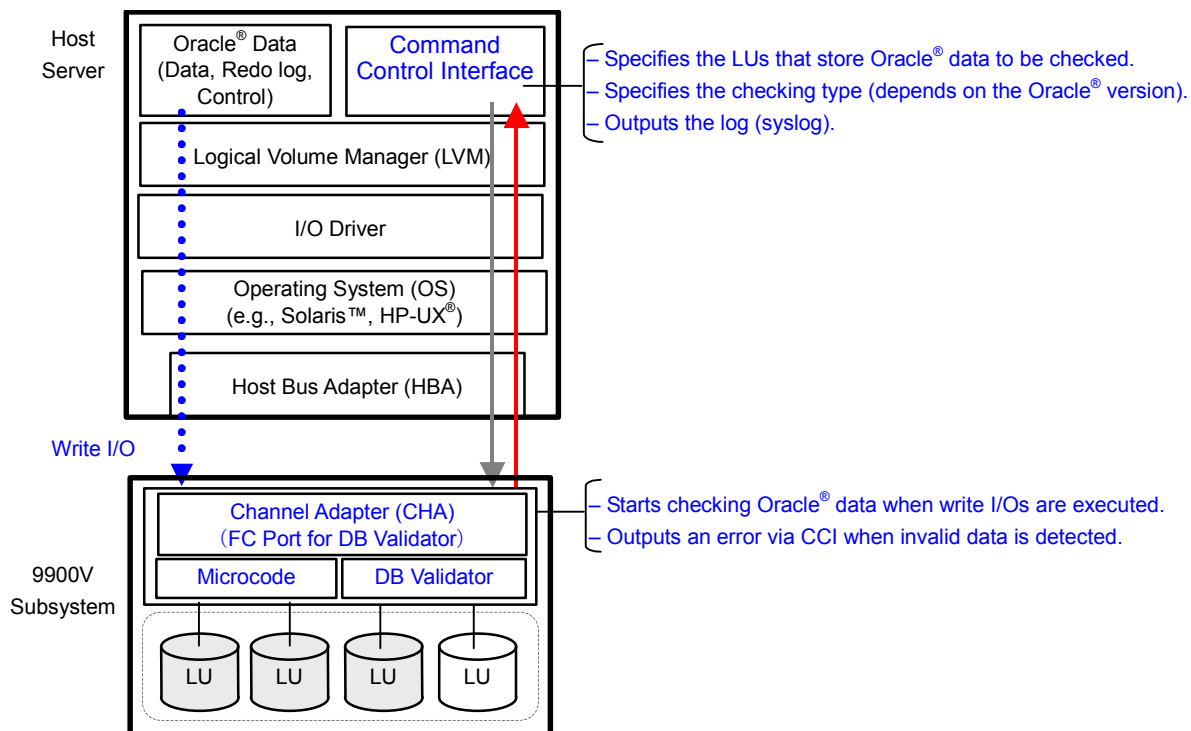 Host
Server
Oracle® Data
(Data, Redo log,
Control)
Command
Control Interface
– Specifies the LUs that store Oracle® data to be checked.
– Specifies the checking type (depends on the Oracle® version).
– Outputs the log (syslog).
Logical Volume Manager (LVM)
I/O Driver
Operating System (OS)
(e.g., Solaris™, HP-UX®)
Host Bus Adapter (HBA)
Write I/O
Channel Adapter (CHA)
（FC Port for DB Validator）
– Starts checking Oracle® data when write I/Os are executed.
– Outputs an error via CCI when invalid data is detected.
9900V
Subsystem
Microcode
DB Validator
LU
LU
LU
LU